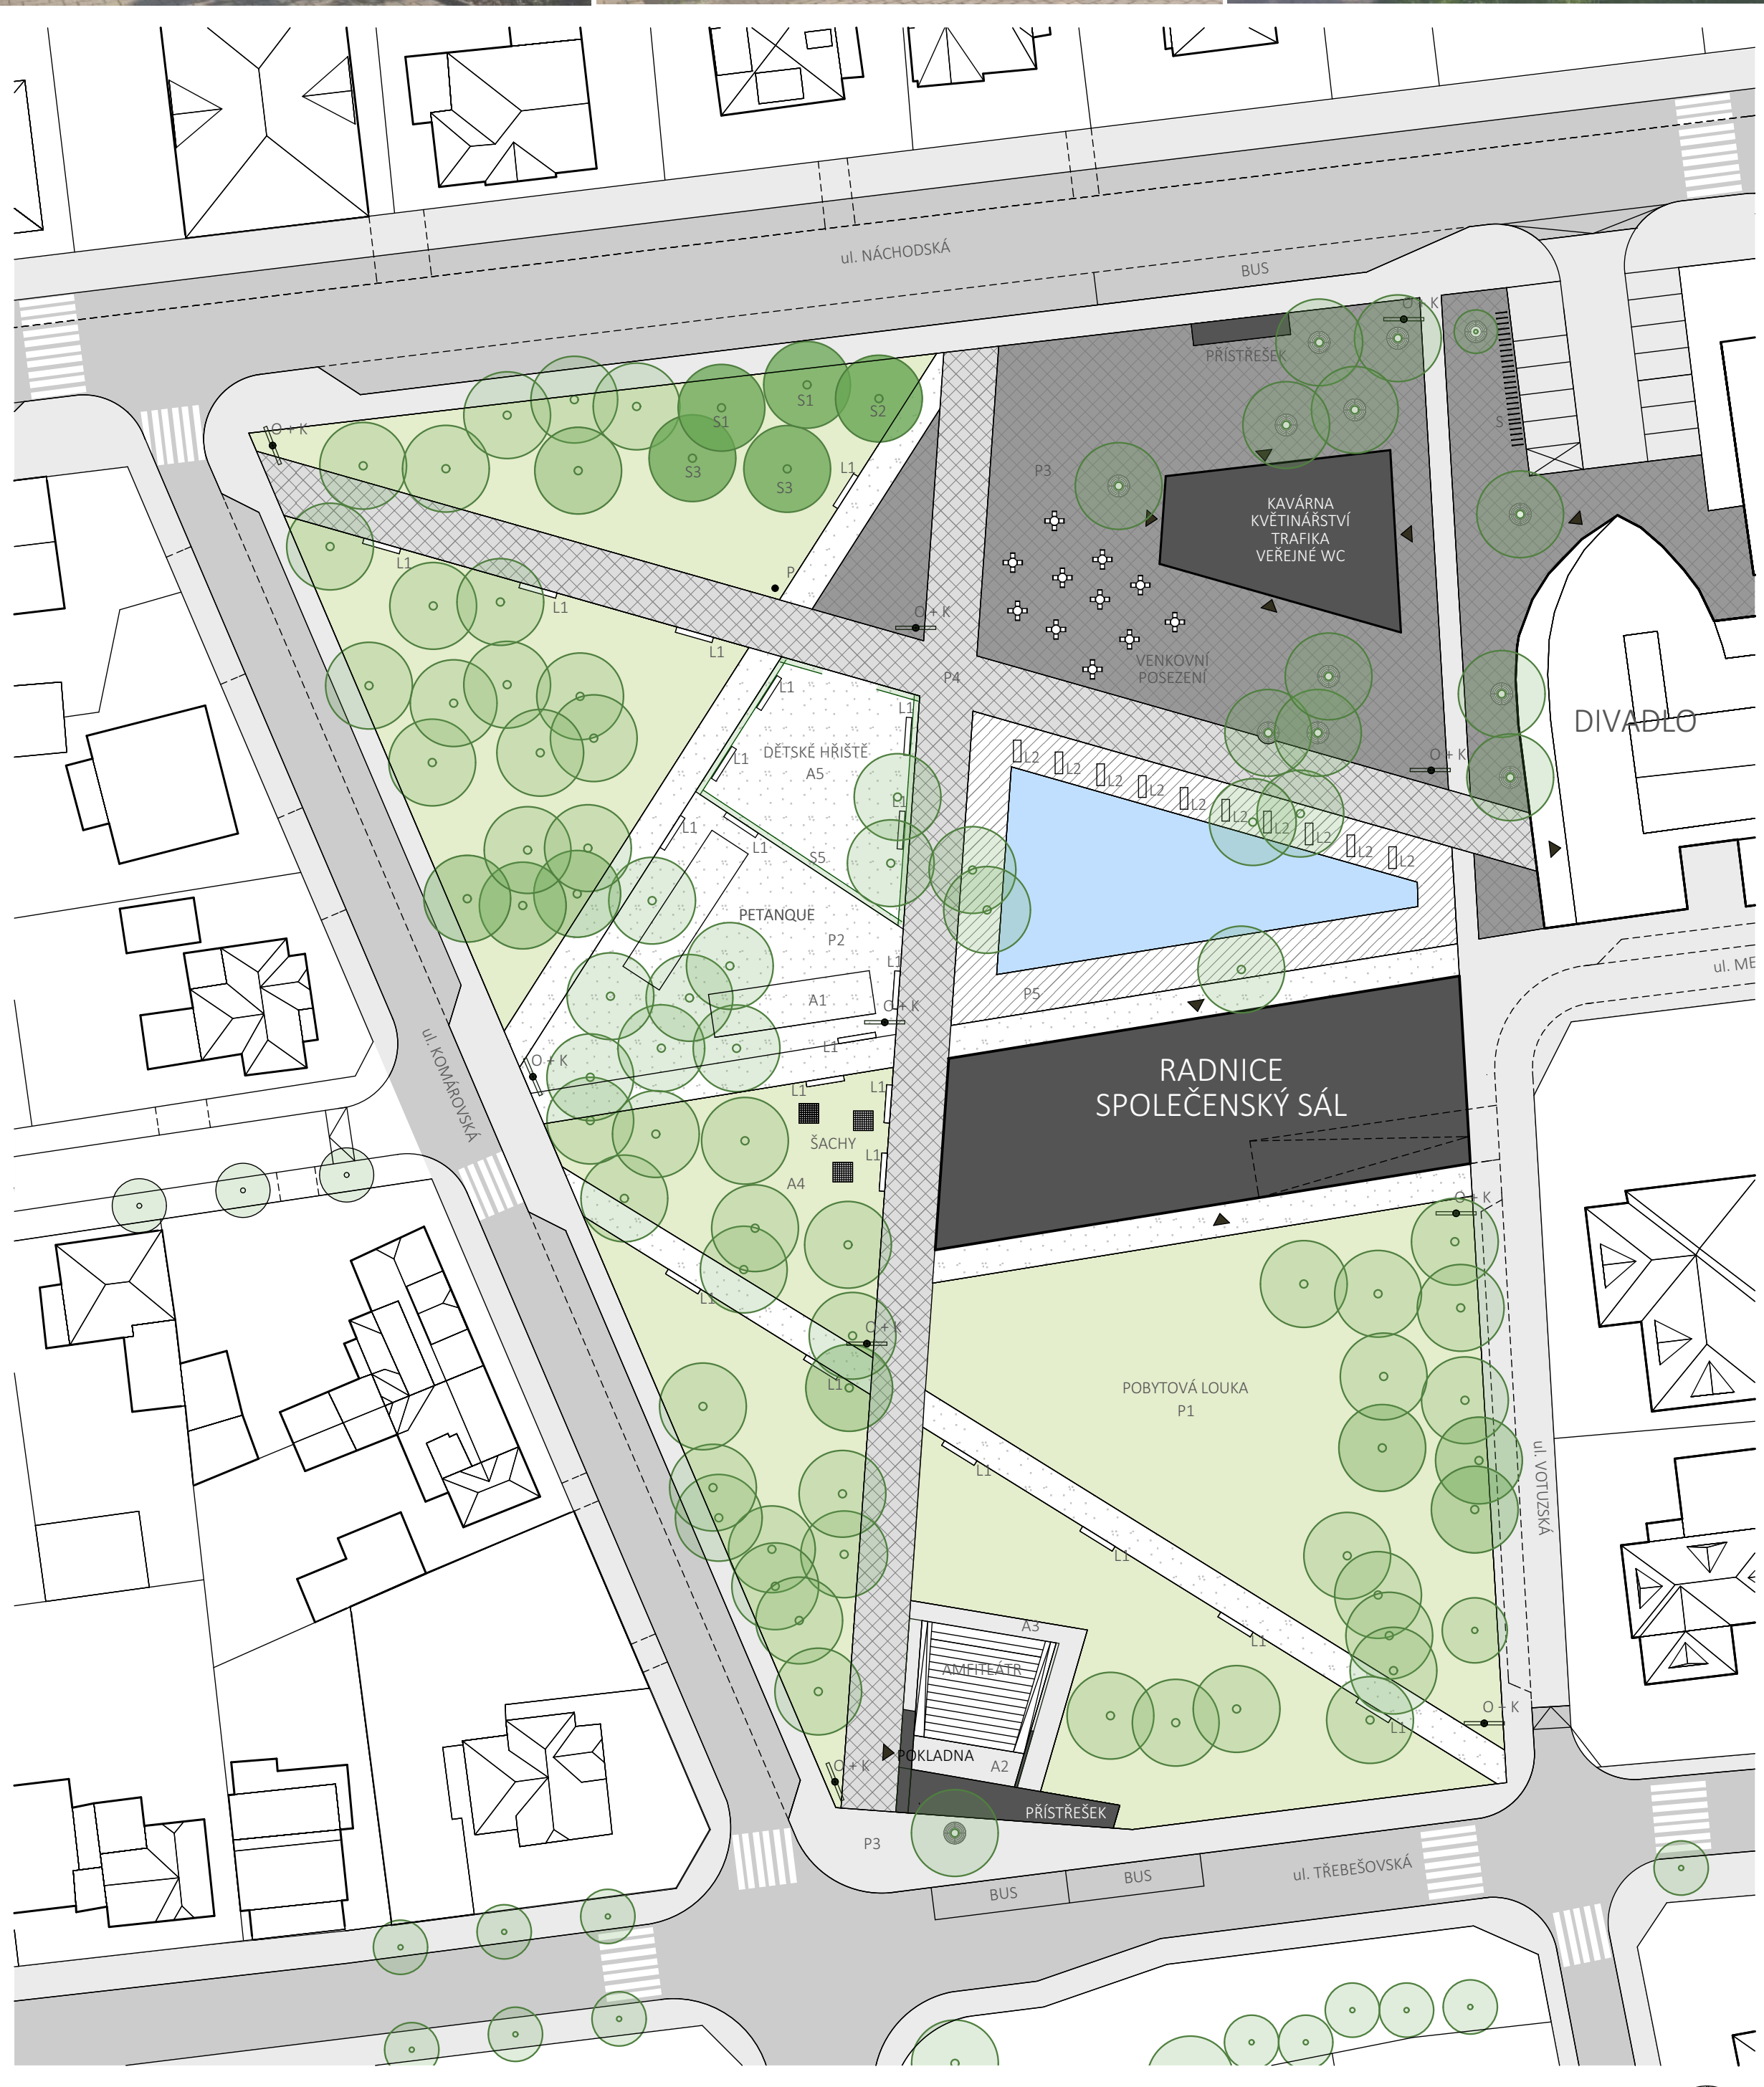 ul. NÁCHODSKÁ
BUS
O + K
PŘÍSTŘEŠEK
S1
S1
S2
S
O + K
S3
S3
L1
P3
KAVÁRNA
KVĚTINÁŘSTVÍ
TRAFIKA
VEŘEJNÉ WC
L1
P
L1
O + K
L1
VENKOVNÍ
POSEZENÍ
P4
L1
L1
DIVADLO
DĚTSKÉ HŘIŠTĚ
A5
L1
L2
L2
L2
L2
L2
L2
L2
L2
L2
L2
O + K
L1
L1
L1
S5
PETANQUE
P2
L1
ul. ME
P5
A1
O + K
L1
O + K
ul. KOMÁROVSKÁ
RADNICE
SPOLEČENSKÝ SÁL
L1
L1
ŠACHY
L1
A4
O + K
L1
O + K
L1
POBYTOVÁ LOUKA
P1
L1
ul. VOTUZSKÁ
L1
A3
L1
AMFITEÁTR
O + K
L1
POKLADNA
A2
O + K
PŘÍSTŘEŠEK
P3
BUS
BUS
ul. TŘEBEŠOVSKÁ